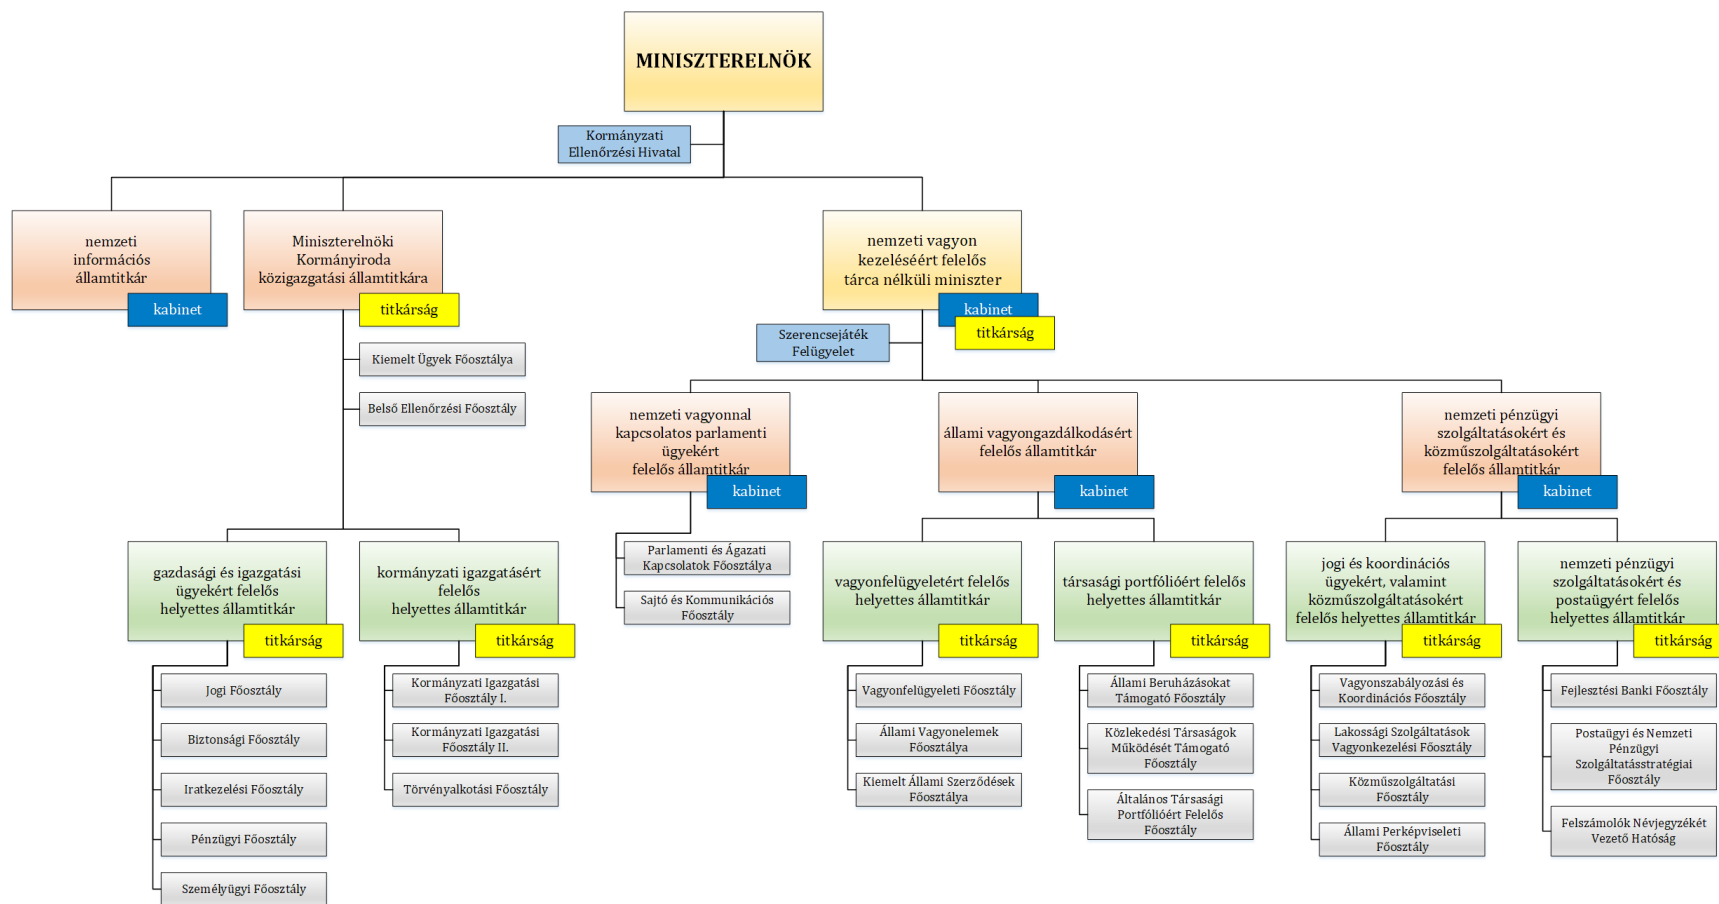 MINISZTERELNÖK
Kormányzati
Ellenőrzési Hivatal
nemzeti
információs
államtitkár
kabinet
Miniszterelnöki
Kormányiroda
közigazgatási államtitkára
titkárság
nemzeti vagyon
kezeléséért felelős
tárca nélküli miniszter
kabinet
titkárság
Kiemelt Ügyek Főosztálya
Belső Ellenőrzési Főosztály
Szerencsejáték
Felügyelet
nemzeti vagyonnal
kapcsolatos parlamenti
ügyekért
felelős államtitkár
kabinet
állami vagyongazdálkodásért
felelős államtitkár
kabinet
nemzeti pénzügyi
szolgáltatásokért és
közműszolgáltatásokért
felelős államtitkár
kabinet
gazdasági és igazgatási
ügyekért felelős
helyettes államtitkár
titkárság
kormányzati igazgatásért
felelős
helyettes államtitkár
titkárság
Parlamenti és Ágazati
Kapcsolatok Főosztálya
Sajtó és Kommunikációs
Főosztály
vagyonfelügyeletért felelős
helyettes államtitkár
titkárság
társasági portfólióért felelős
helyettes államtitkár
titkárság
jogi és koordinációs
ügyekért, valamint
közműszolgáltatásokért
felelős helyettes államtitkár
titkárság
nemzeti pénzügyi
szolgáltatásokért és
postaügyért felelős
helyettes államtitkár
titkárság
Jogi Főosztály
Biztonsági Főosztály
Iratkezelési Főosztály
Pénzügyi Főosztály
Személyügyi Főosztály
Kormányzati Igazgatási
Főosztály I.
Kormányzati Igazgatási
Főosztály II.
Törvényalkotási Főosztály
Vagyonfelügyeleti Főosztály
Állami Vagyonelemek
Főosztálya
Kiemelt Állami Szerződések
Főosztálya
Állami Beruházásokat
Támogató Főosztály
Közlekedési Társaságok
Működését Támogató
Főosztály
Általános Társasági
Portfólióért Felelős
Főosztály
Vagyonszabályozási és
Koordinációs Főosztály
Lakossági Szolgáltatások
Vagyonkezelési Főosztály
Közműszolgáltatási
Főosztály
Állami Perképviseleti
Főosztály
Fejlesztési Banki Főosztály
Postaügyi és Nemzeti
Pénzügyi
Szolgáltatásstratégiai
Főosztály
Felszámolók Névjegyzékét
Vezető Hatóság